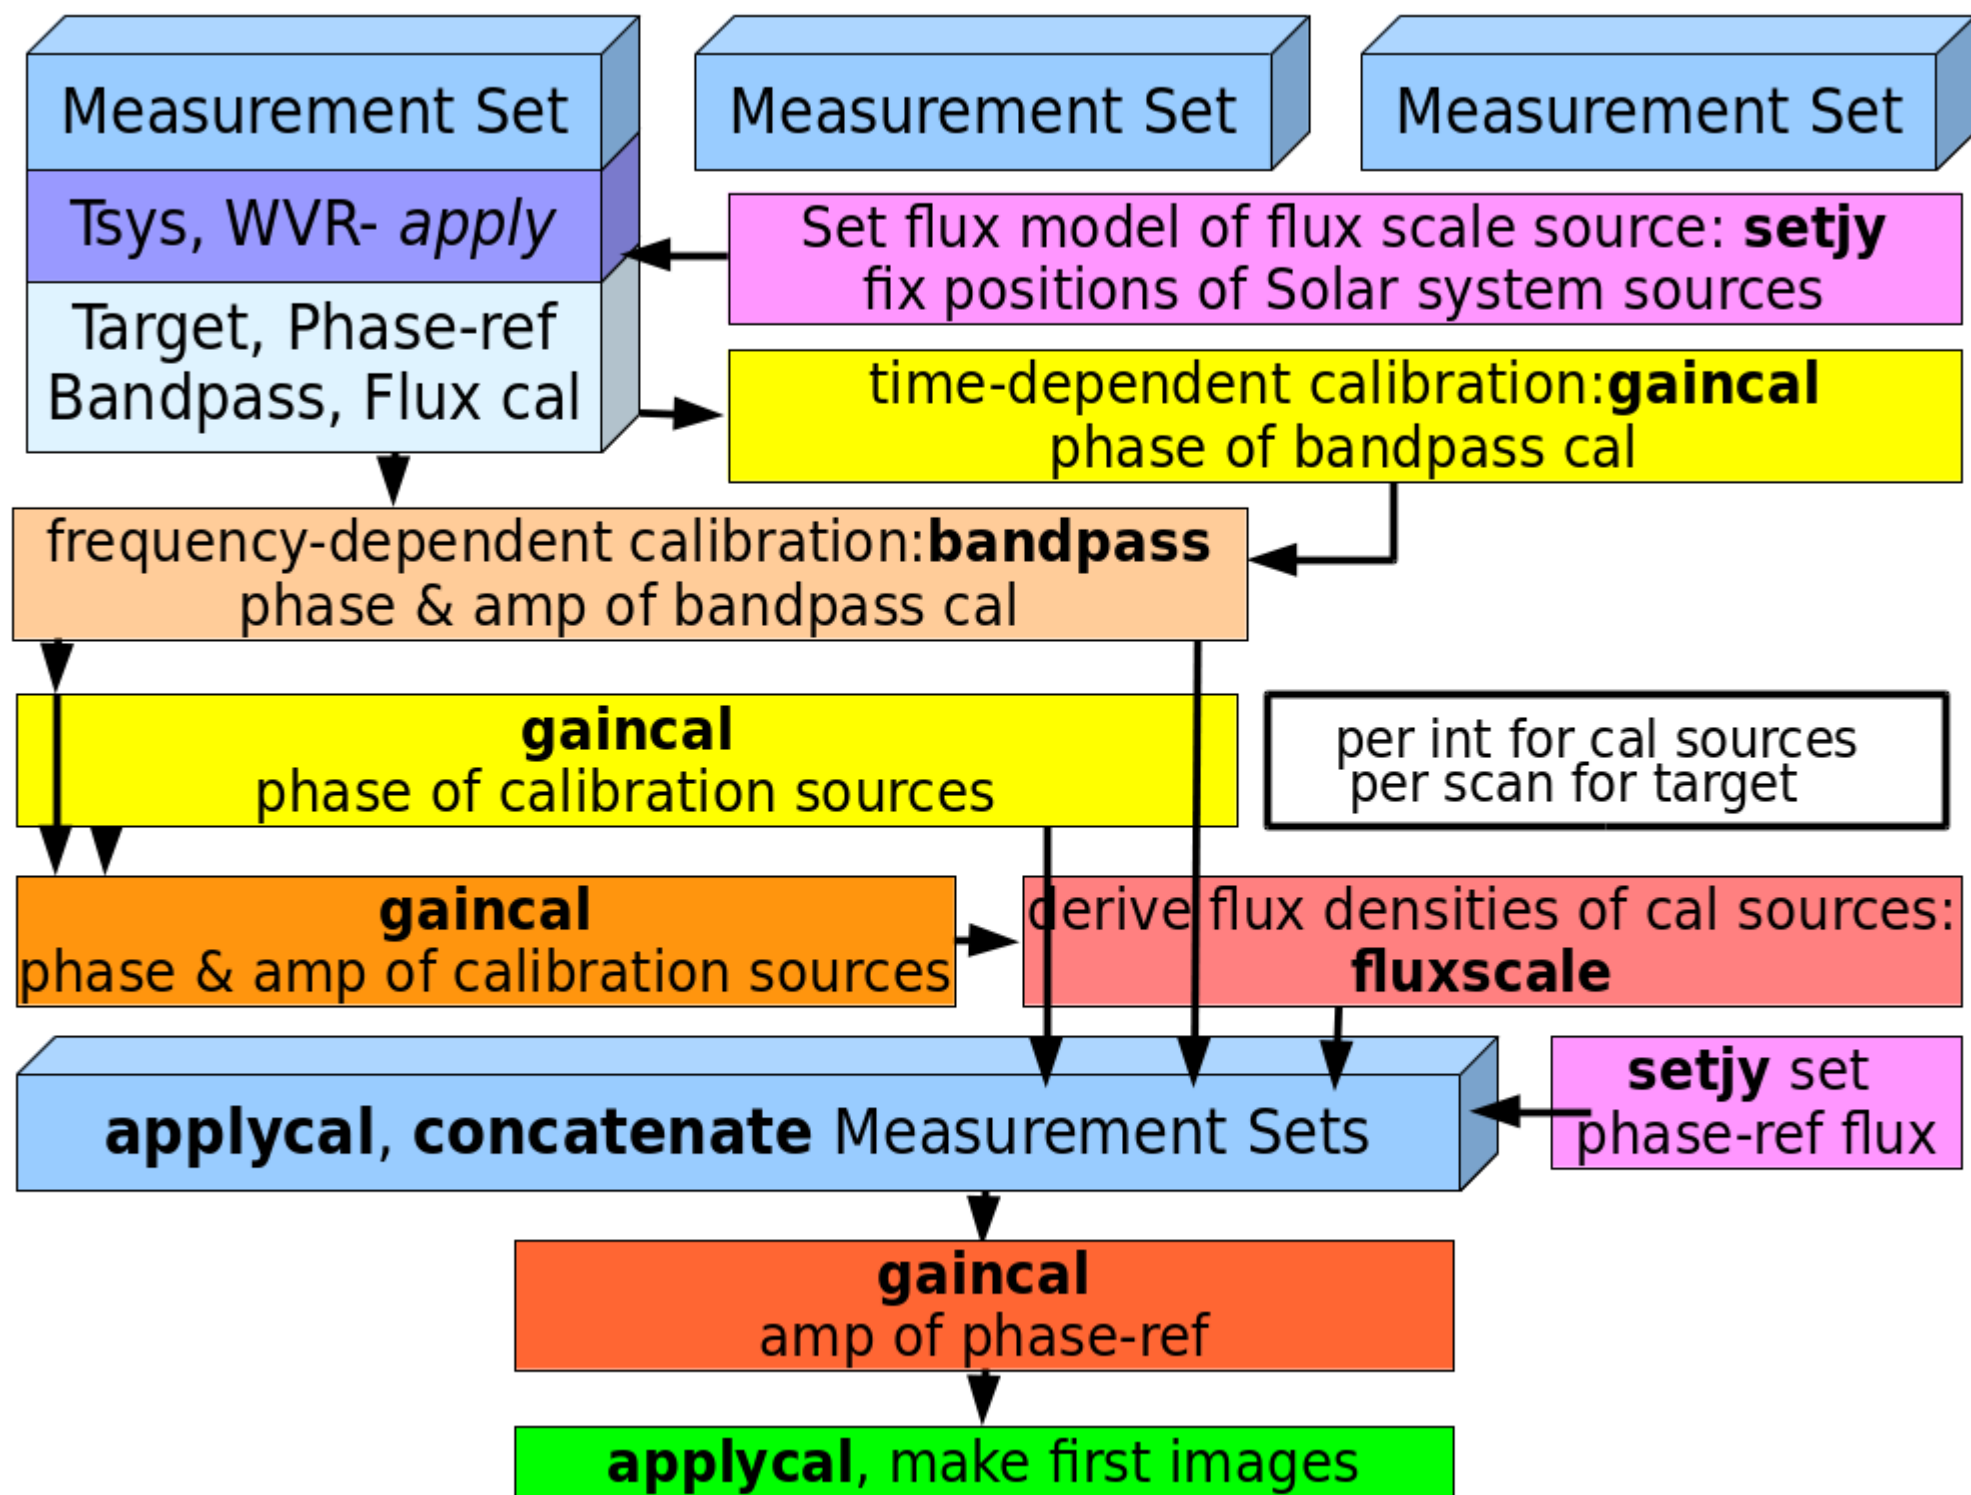 Measurement Set
Measurement Set
Measurement Set
Tsys, WVR- apply
Set flux model of flux scale source: setjy
fix positions of Solar system sources
Target, Phase-ref
Bandpass, Flux cal
time-dependent calibration:gaincal
phase of bandpass cal
frequency-dependent calibration:bandpass
phase & amp of bandpass cal
gaincal
phase of calibration sources
per int for cal sources
per scan for target
gaincal
phase & amp of calibration sources
derive flux densities of cal sources:
fluxscale
applycal, concatenate Measurement Sets
setjy set
phase-ref flux
gaincal
amp of phase-ref
applycal, make first images